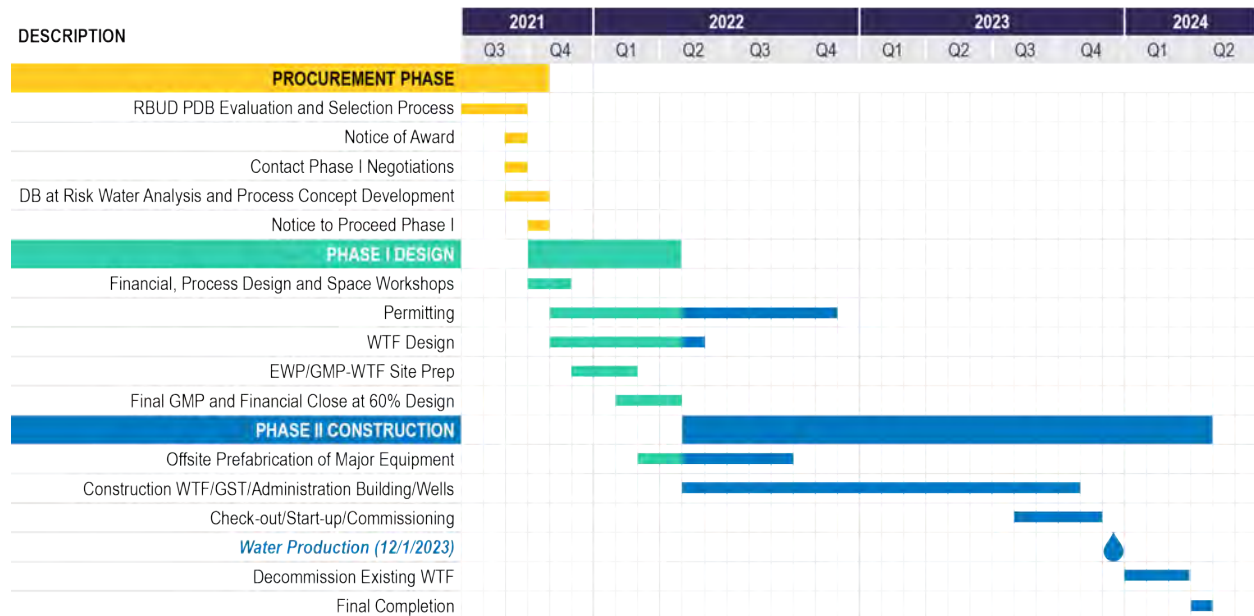 DESCRIPTION
2021 2022 2023 2024
Q3 Q4 Q1 Q2 Q3 Q4 Q1 Q2 Q3 Q4 Q1 Q2
PROCUREMENT PHASE
RBUD PDB Evaluation and Selection Process
Notice of Award
Contact Phase I Negotiations
DB at Risk Water Analysis and Process Concept Development
Notice to Proceed Phase I
PHASE I DESIGN
Financial, Process Design and Space Workshops
Permitting
WTF Design
EWP/GMP-WTF Site Prep
Final GMP and Financial Close at 60% Design
PHASE II CONSTRUCTION
Offsite Prefabrication of Major Equipment
Construction WTF/GST/Administration Building/Wells
Check-out/Start-up/Commissioning
Water Production (12/1/2023)
Decommission Existing WTF
Final Completion